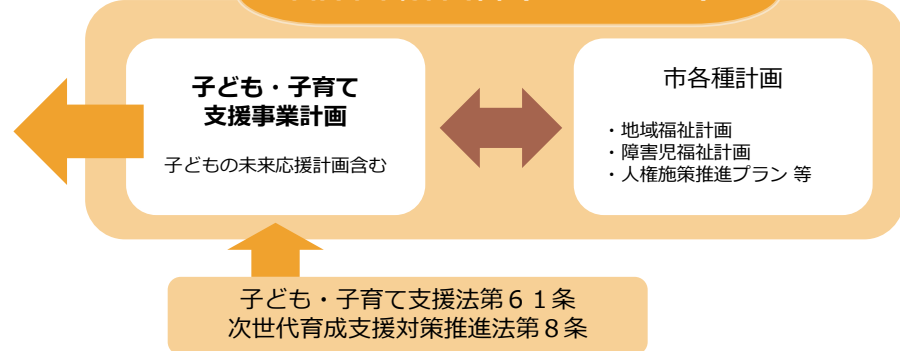 子ども・子育て
支援事業計画
子どもの未来応援計画含む
市各種計画
・地域福祉計画
・障害児福祉計画
・人権施策推進プラン 等
子ども・子育て支援法第６１条
次世代育成支援対策推進法第８条